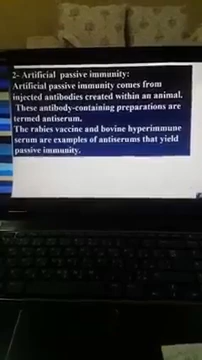 2- Artificial passive immunity:
Artificial passive immunity comes from
injected antibodies created within an animal.
These antibody-containing preparations are
termed antiserum.
The rabies vaccine and bovine hyperimmune
serum are examples of antiserums that yield
passive immunity.